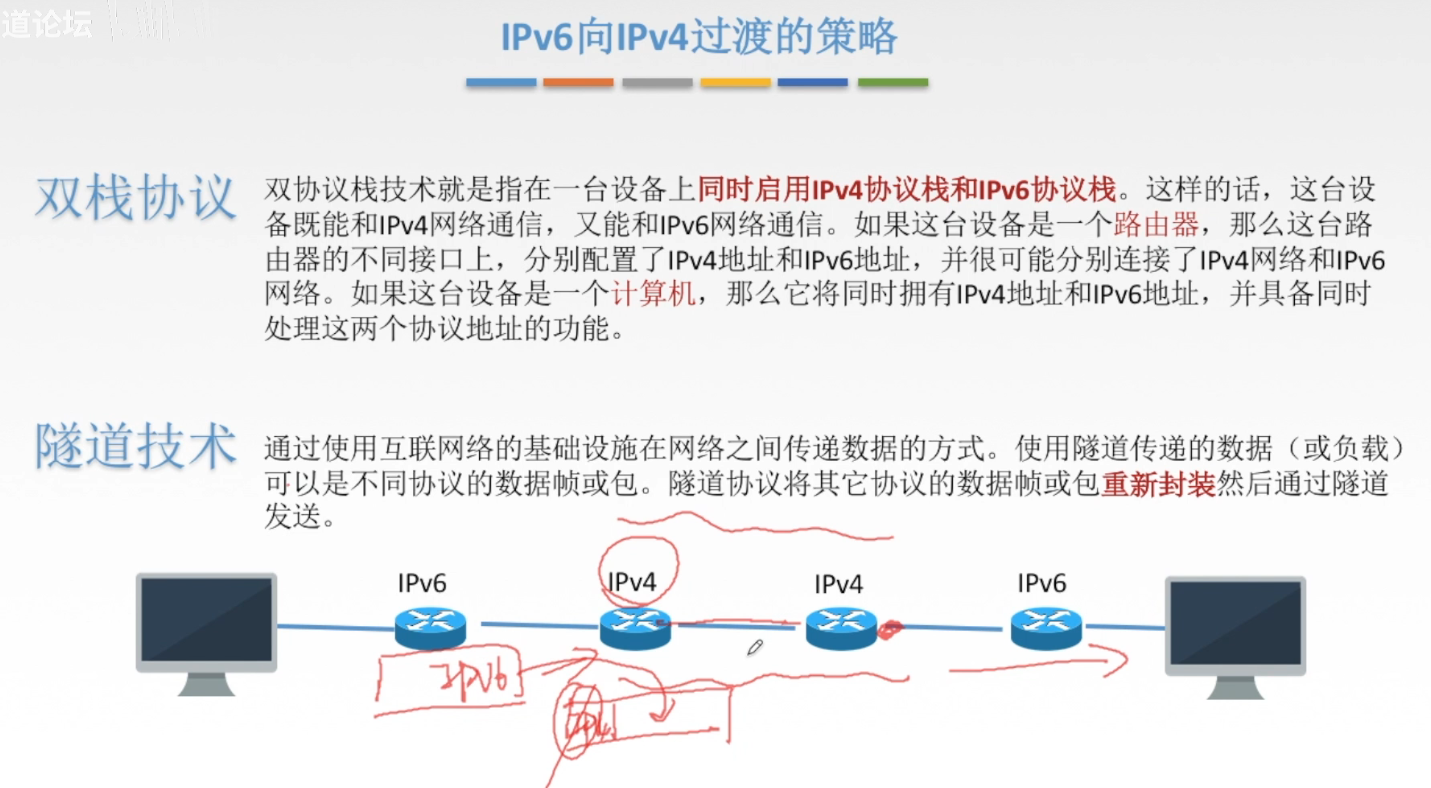 道论坛
IPv6向IPv4过渡的策略
双栈协议
双协议栈技术就是指在一台设备上同时启用IPv4协议栈和IPv6协议栈。这样的话，这台设
备既能和IPv4网络通信，又能和IPv6网络通信。如果这台设备是一个路由器，那么这台路
由器的不同接口上，分别配置了IPv4地址和IPv6地址，并很可能分别连接了IPv4网络和IPv6
网络。如果这台设备是一个计算机，那么它将同时拥有IPv4地址和IPv6地址，并具备同时
处理这两个协议地址的功能。
隧道技术
通过使用互联网络的基础设施在网络之间传递数据的方式。使用隧道传递的数据（或负载）
可以是不同协议的数据帧或包。隧道协议将其它协议的数据帧或包重新封装然后通过隧道
发送。
IPv6
IPv4
IPv4
IPv6
IPV6